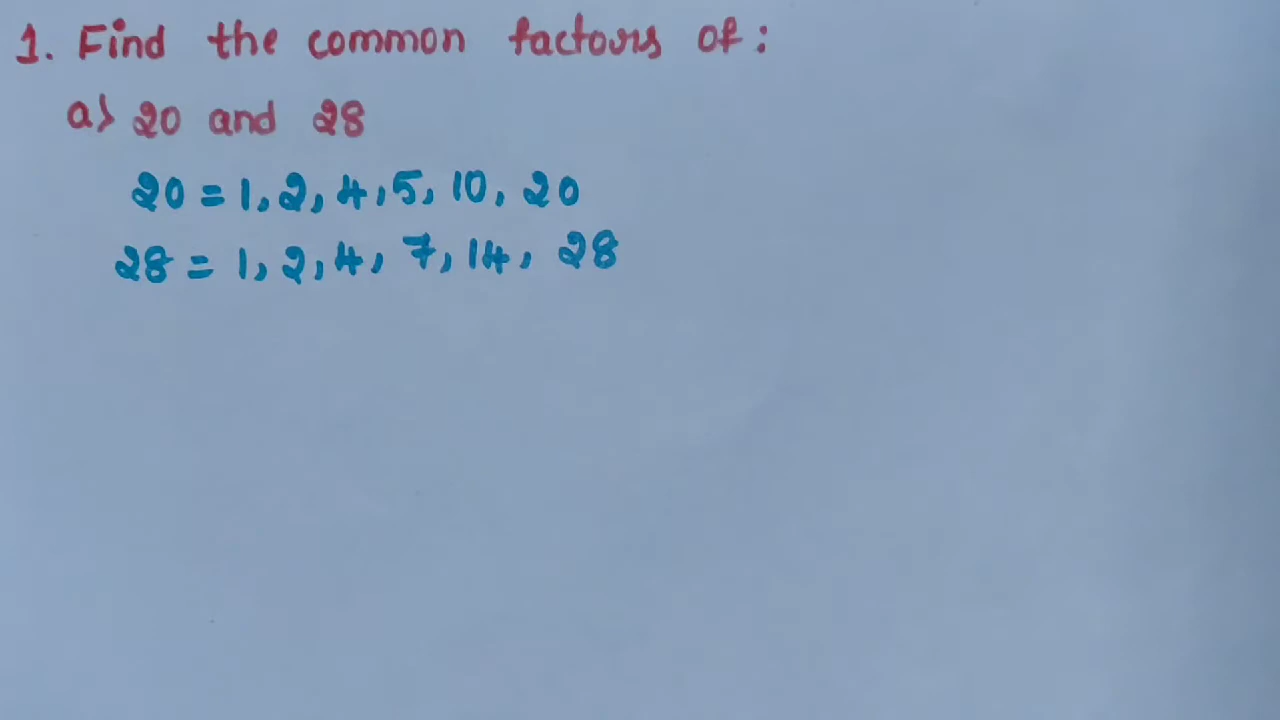 1. Find the common factors of:
a) 20 and 28
20 = 1, 2, 4, 5, 10, 20
28 = 1, 2, 4, 7, 14, 28